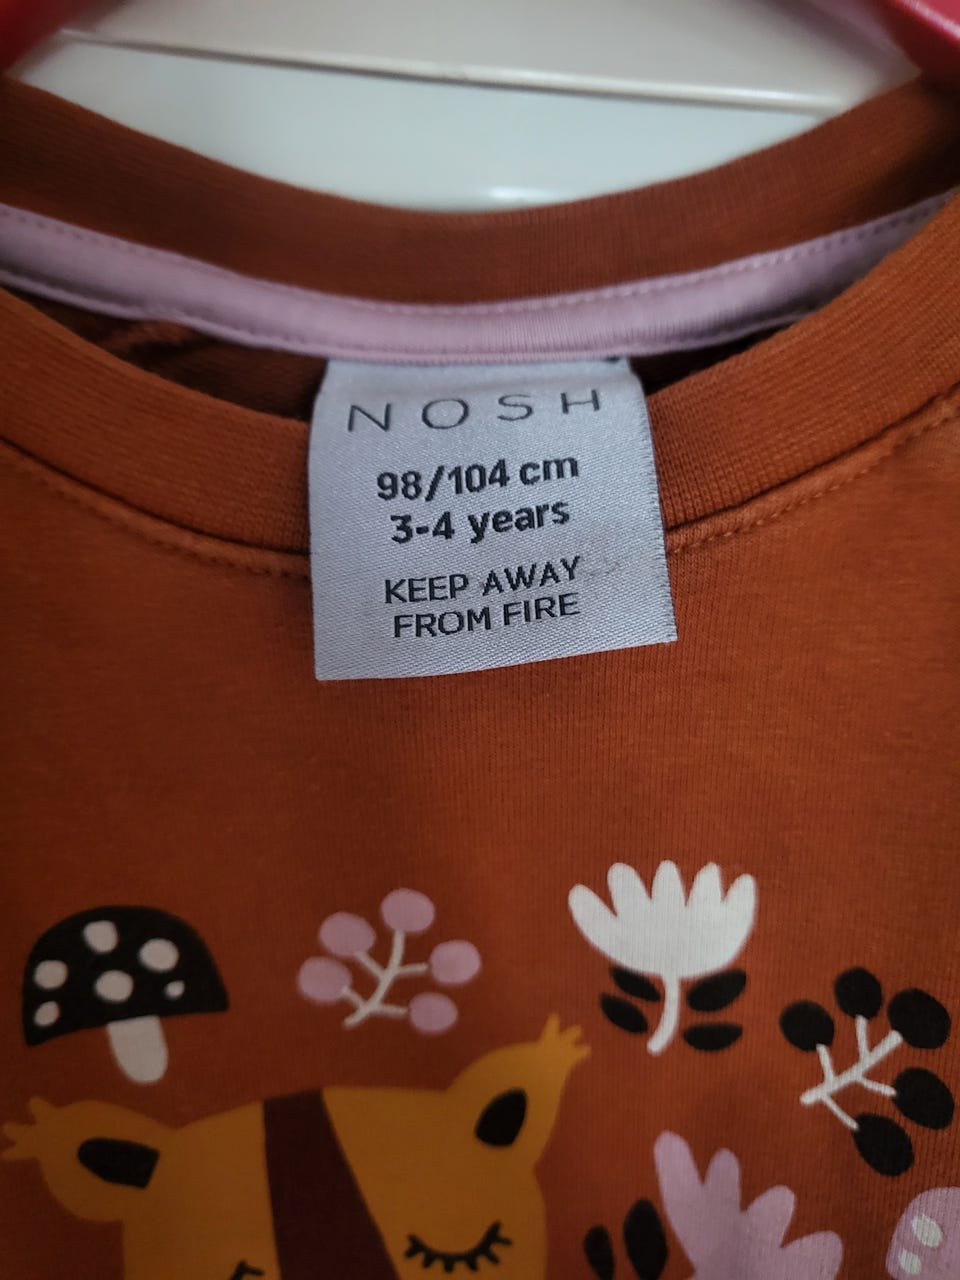 NOSH
98/104 cm
3-4 years
KEEP AWAY
FROM FIRE